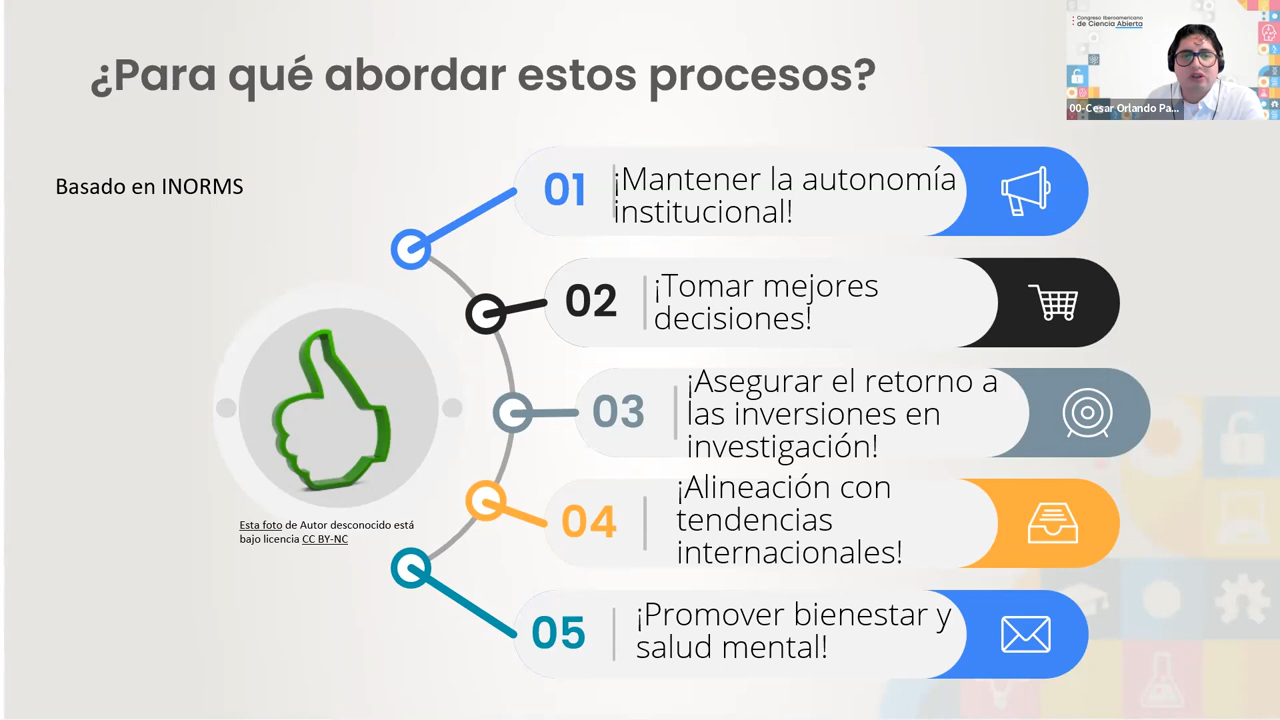 Congreso Iberoamericano
de Ciencia Abierta
¿Para qué abordar estos procesos?
00-Cesar Orlando Pa...
Basado en INORMS
01
¡Mantener la autonomía
institucional!
02
¡Tomar mejores
decisiones!
03
¡Asegurar el retorno a
las inversiones en
investigación!
04
¡Alineación con
tendencias
internacionales!
Esta foto de Autor desconocido está
bajo licencia CC BY-NC
05
¡Promover bienestar y
salud mental!